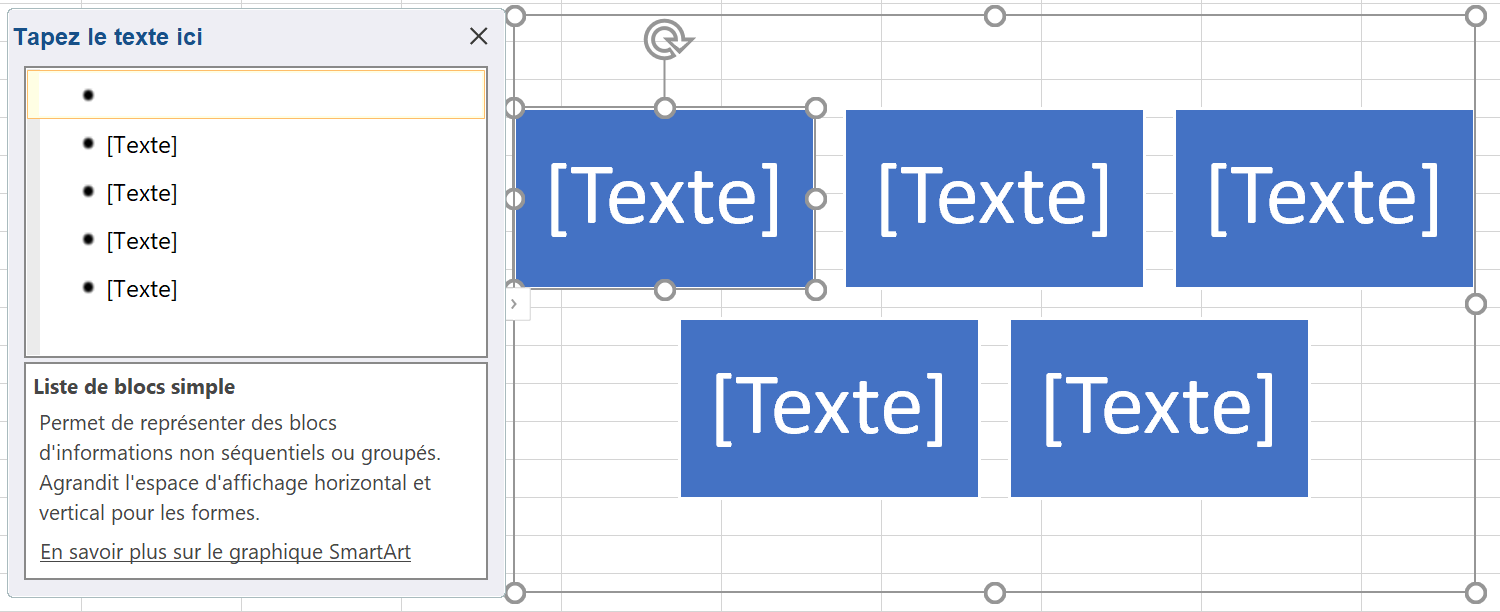 Tapez le texte ici
[Texte]
[Texte]
[Texte]
[Texte]
Liste de blocs simple
Permet de représenter des blocs
d'informations non séquentiels ou groupés.
Agrandit l'espace d'affichage horizontal et
vertical pour les formes.
En savoir plus sur le graphique SmartArt
[Texte] [Texte] [Texte]
[Texte] [Texte]